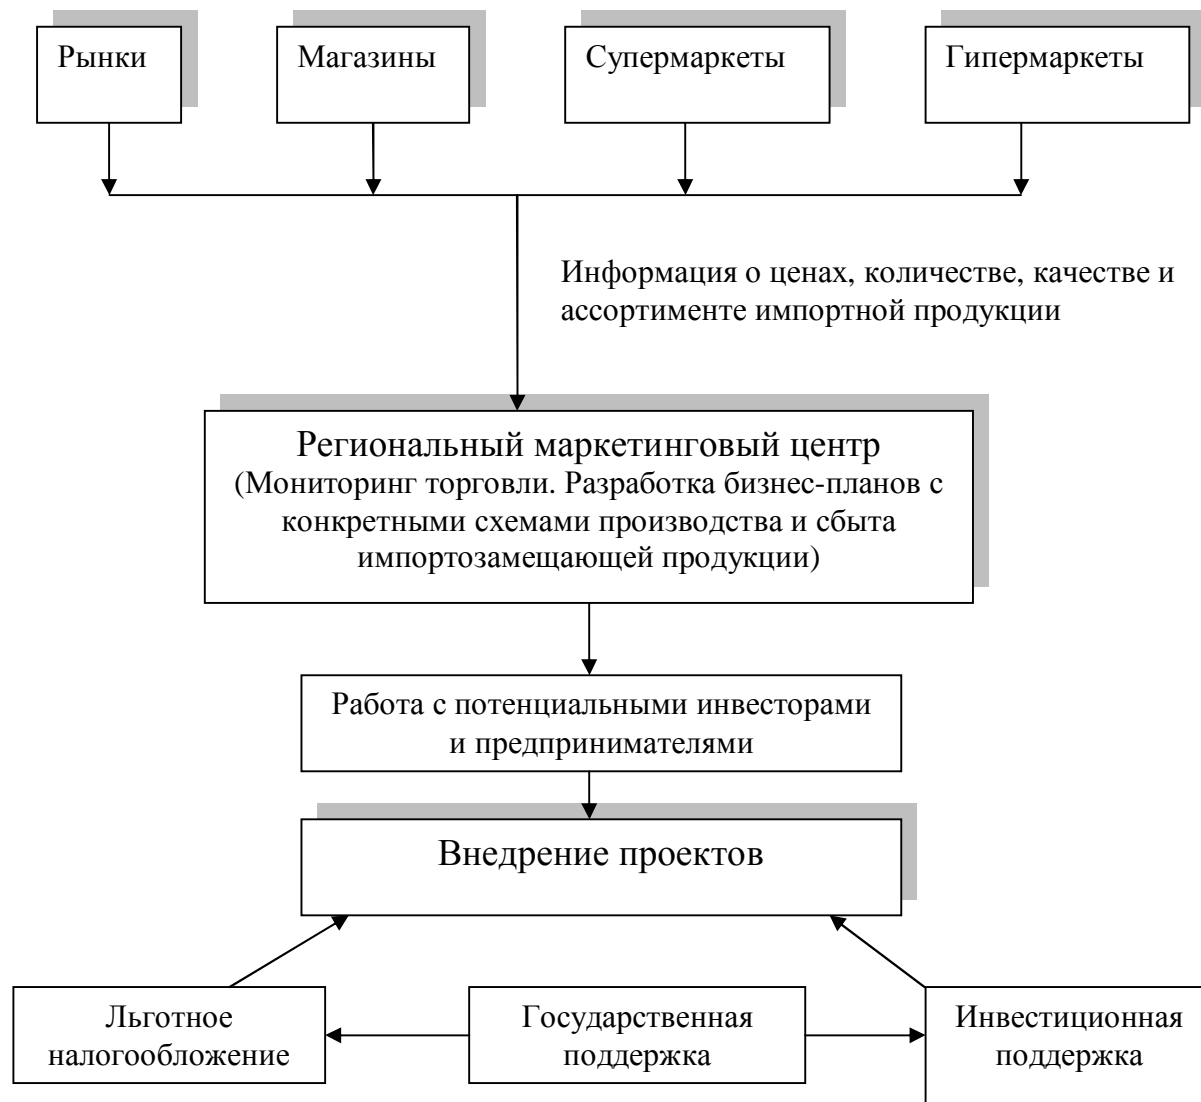 Рынки
Магазины
Супермаркеты
Гипермаркеты
Информация о ценах, количестве, качестве и
ассортименте импортной продукции
Региональный маркетинговый центр
(Мониторинг торговли. Разработка бизнес-планов с
конкретными схемами производства и сбыта
импортозамещающей продукции)
Работа с потенциальными инвесторами
и предпринимателями
Внедрение проектов
Льготное
налогообложение
Государственная
поддержка
Инвестиционная
поддержка